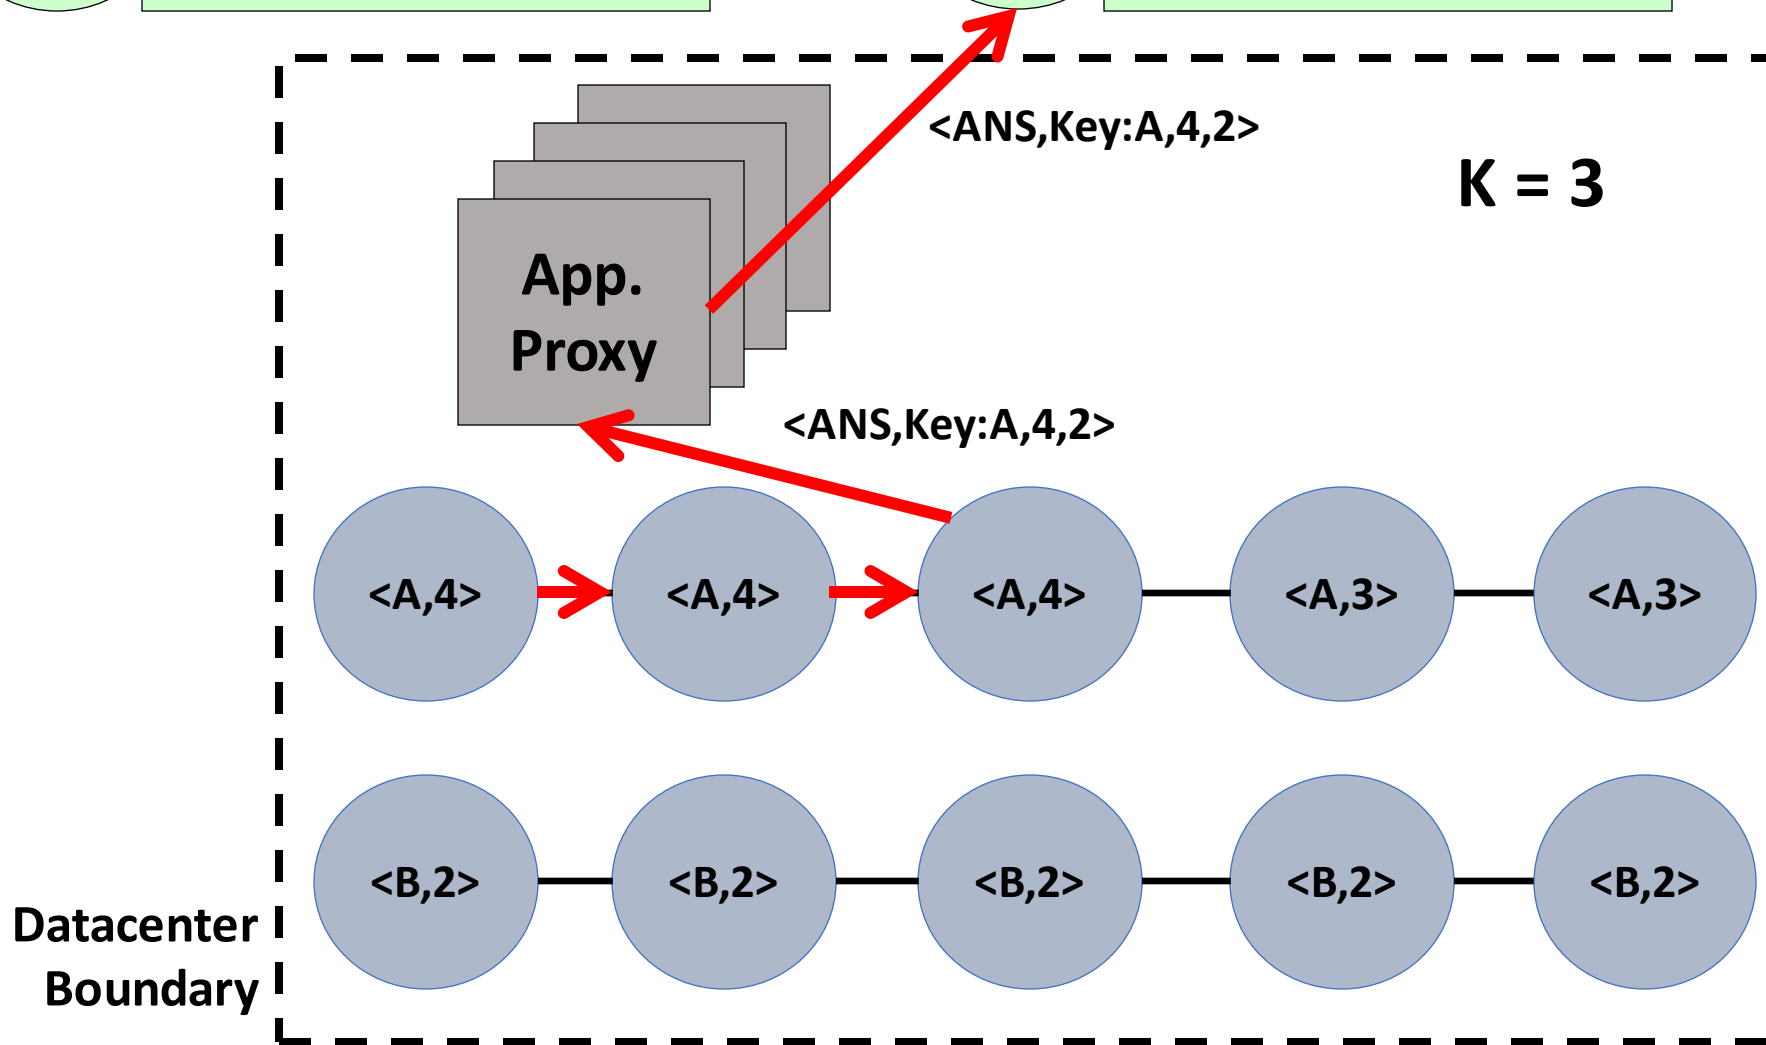 <ANS,Key:A,4,2>
K = 3
App.
Proxy
<ANS,Key:A,4,2>
<A,4> <A,4> <A,4> <A,3> <A,3>
<B,2> <B,2> <B,2> <B,2> <B,2>
Datacenter
Boundary